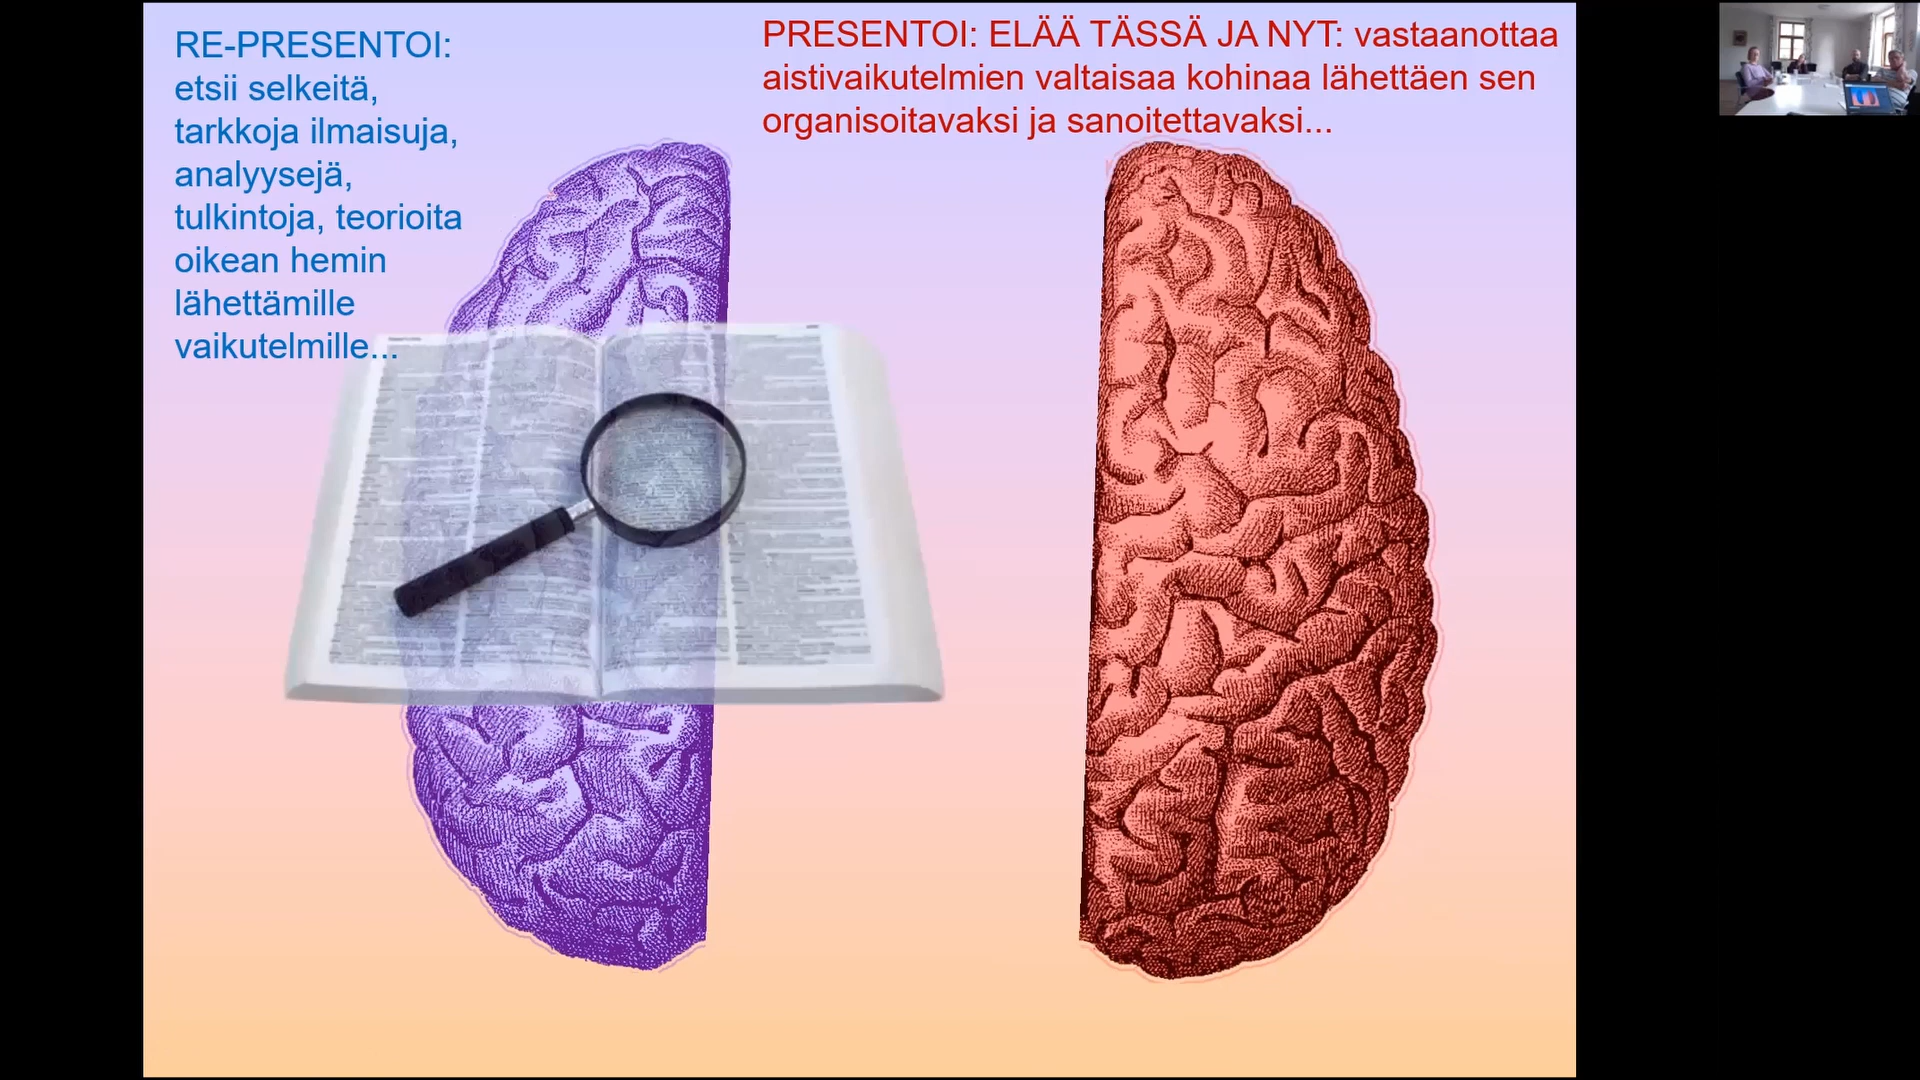 RE-PRESENTOI:
etsii selkeitä,
tarkkoja ilmaisuja,
analyysejä,
tulkintoja, teorioita
oikean hemin
lähettämille
vaikutelmille...
PRESENTOI: ELÄÄ TÄSSÄ JA NYT: vastaanottaa
aistivaikutelmien valtaisaa kohinaa lähettäen sen
organisoitavaksi ja sanoitettavaksi...